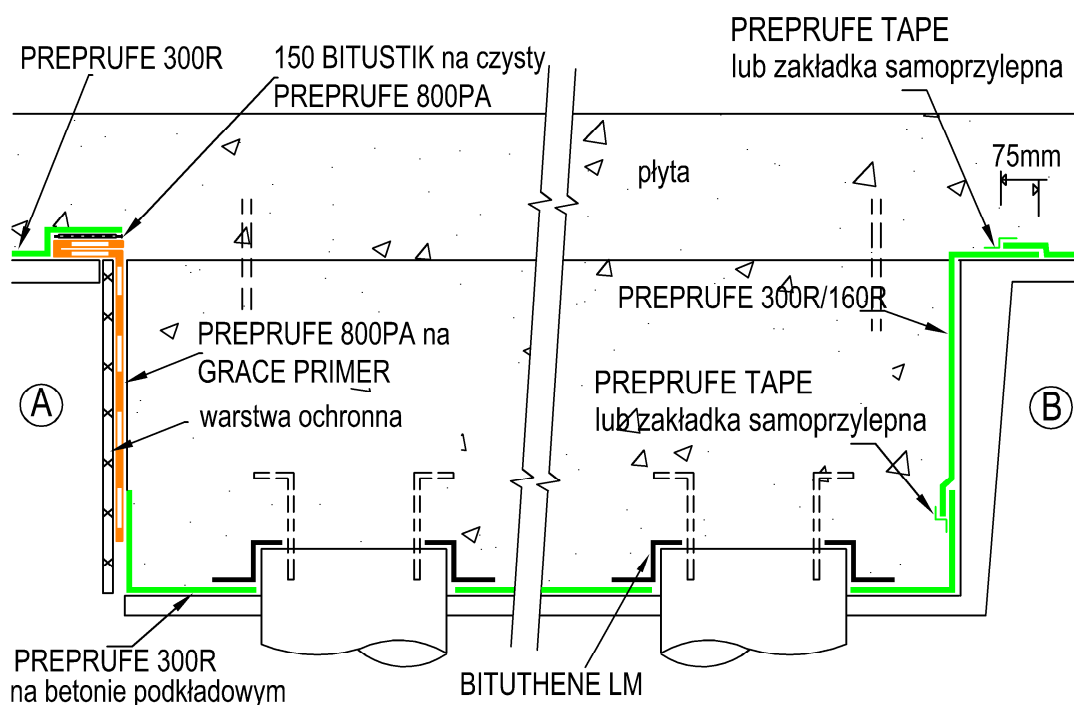 PREPRUFE 300R
150 BITUSTIK na czysty
PREPRUFE 800PA
PREPRUFE TAPE
lub zakładka samoprzylepna
75mm
płyta
PREPRUFE 300R/160R
PREPRUFE 800PA na
GRACE PRIMER
warstwa ochronna
PREPRUFE TAPE
lub zakładka samoprzylepna
A
B
PREPRUFE 300R
na betonie podkładowym
BITUTHENE LM